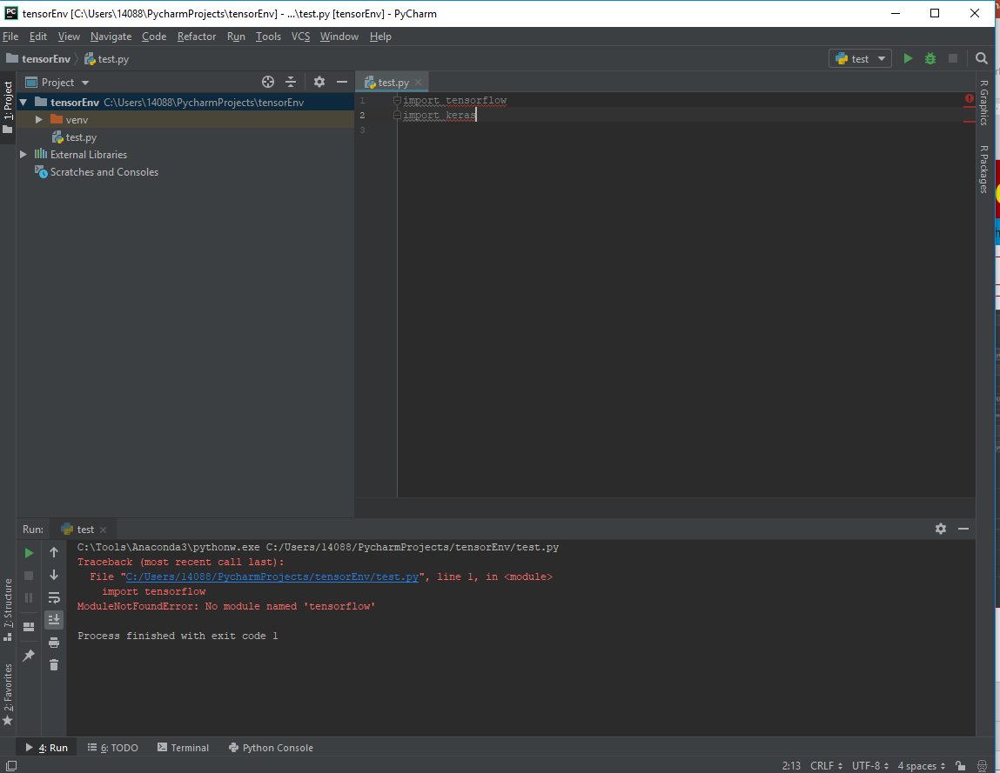 PC tensorEnv [C:\Users\14088\PycharmProjects\tensorEnv] - ...\test.py [tensorEnv] - PyCharm
File Edit View Navigate Code Refactor Run Tools VCS Window Help
tensorEnv test.py test
Project test.py
1: Project
tensorEnv C:\Users\14088\PycharmProjects\tensorEnv
venv
test.py
External Libraries
Scratches and Consoles
1 import tensorflow
2 import keras
3
R Graphics
R Packages
Run: test
C:\Tools\Anaconda3\pythonw.exe C:/Users/14088/PycharmProjects/tensorEnv/test.py
Traceback (most recent call last):
File "C:/Users/14088/PycharmProjects/tensorEnv/test.py", line 1, in <module>
import tensorflow
ModuleNotFoundError: No module named 'tensorflow'
Process finished with exit code 1
7: Structure
2: Favorites
4: Run 6: TODO Terminal Python Console
2:13 CRLF UTF-8 4 spaces